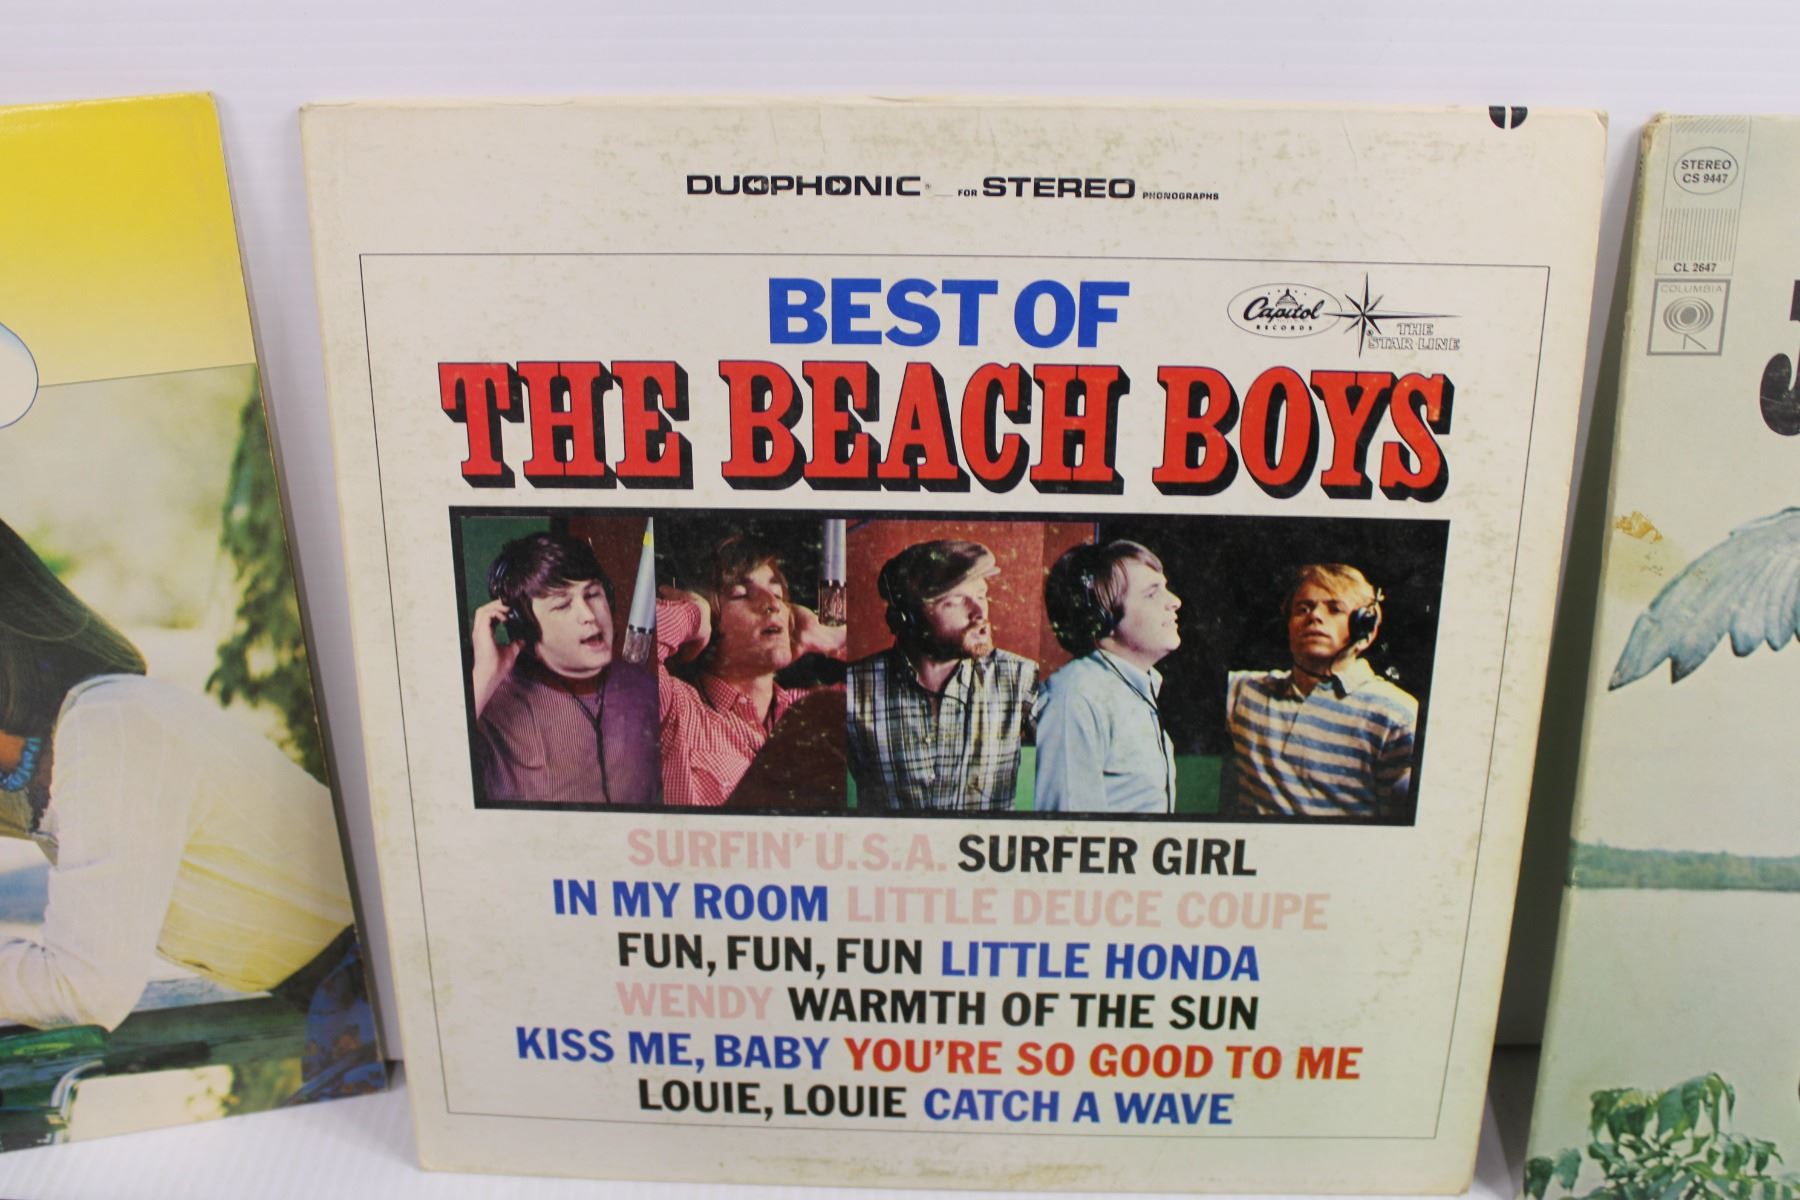 DUOPHONIC FOR STEREO PHONOGRAPHS
BEST OF
Capitol
RECORDS
THE
STAR LINE
THE BEACH BOYS
SURFIN' U.S.A. SURFER GIRL
IN MY ROOM LITTLE DEUCE COUPE
FUN, FUN, FUN LITTLE HONDA
WENDY WARMTH OF THE SUN
KISS ME, BABY YOU'RE SO GOOD TO ME
LOUIE, LOUIE CATCH A WAVE
STEREO
CS 9447
CL 2647
COLUMBIA
J